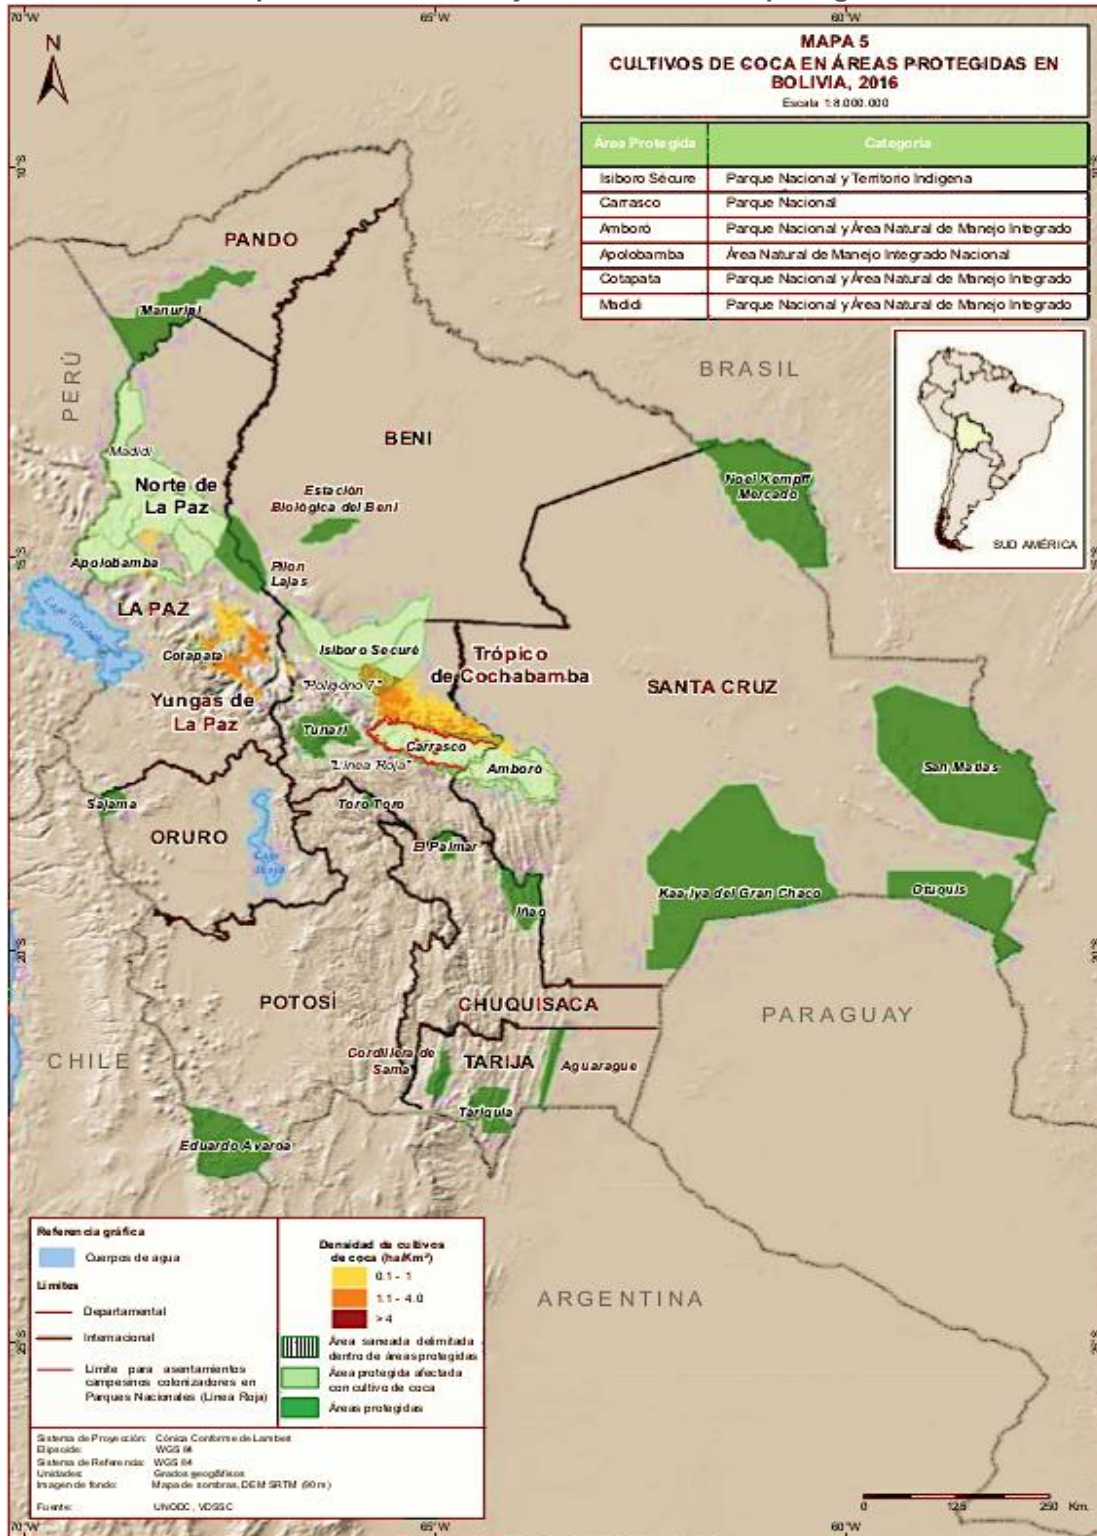 70°W 65°W 60°W
N
MAPA 5
CULTIVOS DE COCA EN ÁREAS PROTEGIDAS EN
BOLIVIA, 2016
Escala 1:8.000.000
Área Protegida Categoría
Isiboro Sécure Parque Nacional y Territorio Indigena
Carrasco Parque Nacional
Amboró Parque Nacional y Área Natural de Manejo Integrado
Apolobamba Área Natural de Manejo Integrado Nacional
Cotapata Parque Nacional y Área Natural de Manejo Integrado
Madidi Parque Nacional y Área Natural de Manejo Integrado
10°S
PANDO
Manuripi
PERÚ
BRASIL
BENI
Madidi
Norte de
La Paz
Estación
Biológica del Beni
Noel Kempff
Mercado
SUD AMÉRICA
15°S
Apolobamba
Pilon
Lajas
LA PAZ
Cotapata
Isiboro Securé
Trópico
de Cochabamba
"Polígono 7"
SANTA CRUZ
Yungas de
La Paz
Tunari
Carrasco
"Línea Roja"
Amboró
San Matías
Sajama
Toro Toro
ORURO
El Palmar
Iñao
Kaa-Iya del Gran Chaco
Otuquis
20°S
POTOSÍ
CHUQUISACA
PARAGUAY
CHILE
Cordillera de
Sama
TARIJA
Aguarague
Tariquia
Eduardo Avaroa
ARGENTINA
25°S
Referencia gráfica
Cuerpos de agua
Limites
Departamental
Internacional
Limite para asentamientos
campesinos colonizadores en
Parques Nacionales (Línea Roja)
Densidad de cultivos
de coca (ha/Km²)
0.1 - 1
1.1 - 4.0
> 4
Área saneada delimitada
dentro de áreas protegidas
Área protegida afectada
con cultivo de coca
Áreas protegidas
Sistema de Proyección: Cónica Conforme de Lambert
Elipsoide: WGS 84
Sistema de Referencia: WGS 84
Unidades: Grados geográficos
Imagen de fondo: Mapa de sombras, DEM SRTM (90 m)
Fuente: UNODC, VDSSC
0 125 250 Km.
70°W 65°W 60°W